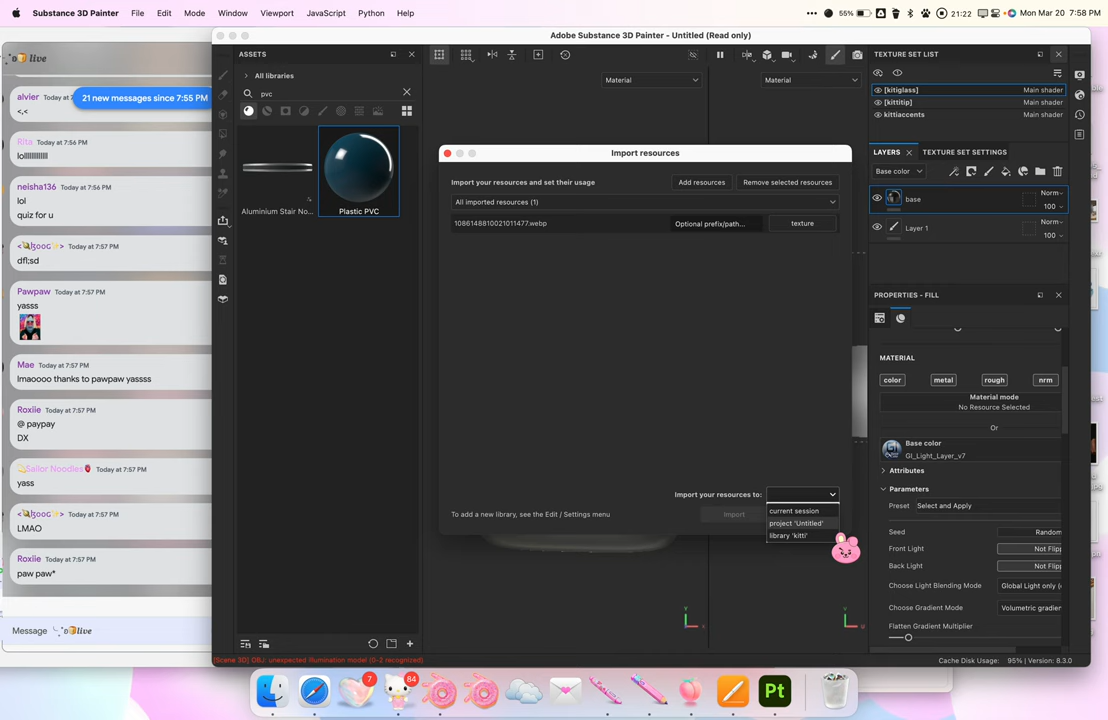 Substance 3D Painter File Edit Mode Window Viewport JavaScript Python Help
55% 21:22 Mon Mar 20 7:58 PM
live
alvier Today at 7:
<,<
21 new messages since 7:55 PM
Rita Today at 7:56 PM
lolllllllllllll
neisha136 Today at 7:56 PM
lol
quiz for u
Today at 7:57 PM
dfl;sd
Pawpaw Today at 7:57 PM
yasss
Mae Today at 7:57 PM
lmaoooo thanks to pawpaw yassss
Roxiie Today at 7:57 PM
@ paypay
DX
Sailor Noodles Today at 7:57 PM
yass
Today at 7:57 PM
LMAO
Roxiie Today at 7:57 PM
paw paw*
Message live
Adobe Substance 3D Painter - Untitled (Read only)
ASSETS
All libraries
pvc
Aluminium Stair No...
Plastic PVC
Material
Material
Import resources
Import your resources and set their usage
Add resources
Remove selected resources
All imported resources (1)
1086148810021011477.webp
Optional prefix/path...
texture
Import your resources to:
current session
project 'Untitled'
library 'kitti'
To add a new library, see the Edit / Settings menu
Import
TEXTURE SET LIST
[kitiglass] Main shader
[kittitip] Main shader
kittiaccents Main shader
LAYERS TEXTURE SET SETTINGS
Base color
base
Norm
100
Layer 1
Norm
100
PROPERTIES - FILL
MATERIAL
color metal rough nrm
Material mode
No Resource Selected
Or
Base color
GI_Light_Layer_v7
Attributes
Parameters
Preset Select and Apply
Seed Random
Front Light Not Flipp
Back Light Not Flipp
Choose Light Blending Mode Global Light only (
Choose Gradient Mode Volumetric gradien
Flatten Gradient Multiplier
[Scene 3D] GBJ: unexpected illumination model (0-2 recognized)
Cache Disk Usage: 95% | Version: 8.3.0
7
84
Pt